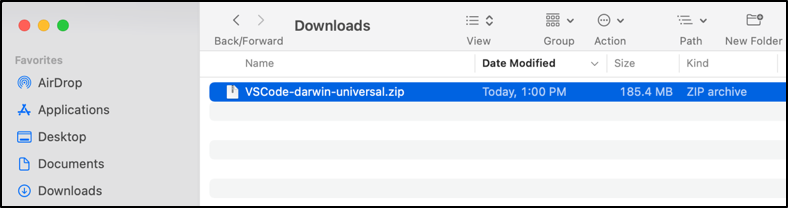 Downloads
Back/Forward View Group Action Path New Folder
Favorites
Name Date Modified Size Kind
AirDrop
VSCode-darwin-universal.zip Today, 1:00 PM 185.4 MB ZIP archive
Applications
Desktop
Documents
Downloads